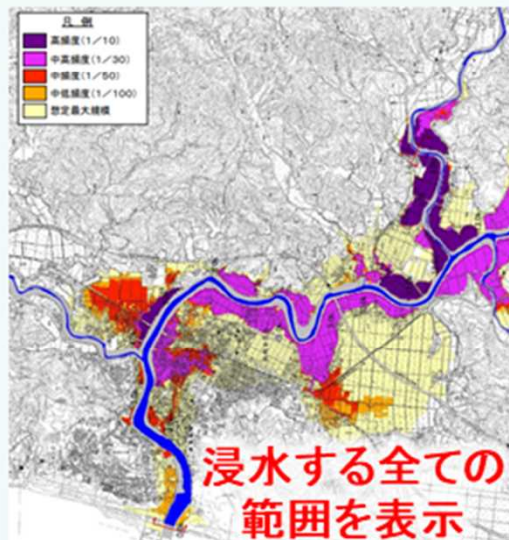 凡例
高頻度(1/10)
中高頻度(1/30)
中頻度(1/50)
中低頻度(1/100)
想定最大規模
浸水する全ての
範囲を表示